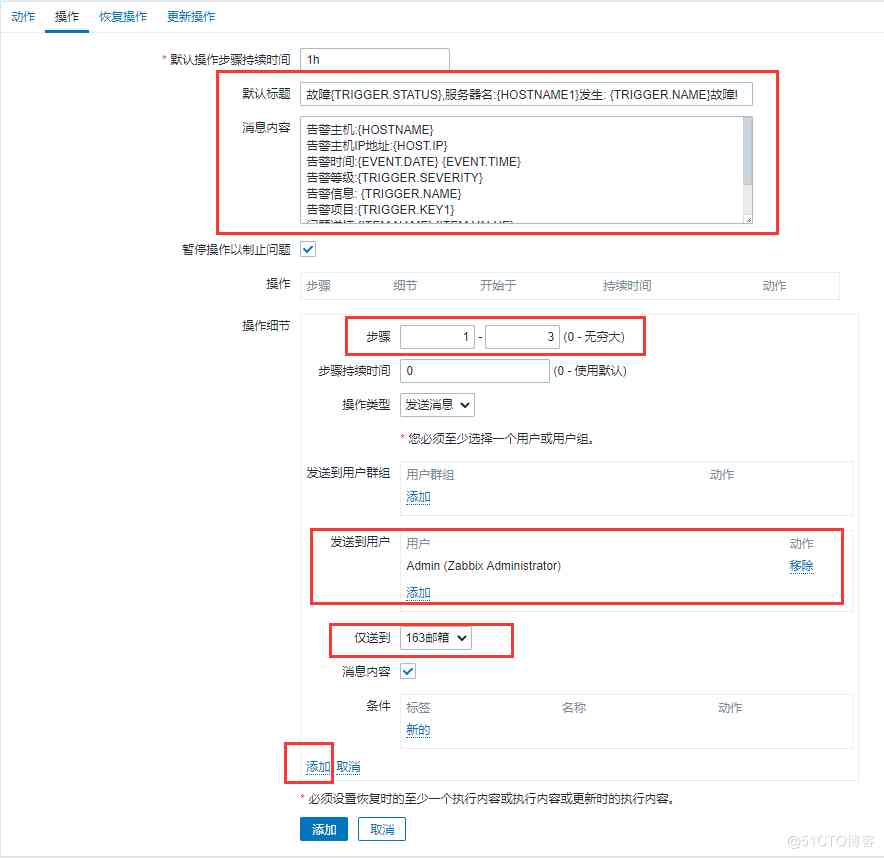 动作 操作 恢复操作 更新操作
* 默认操作步骤持续时间 1h
默认标题 故障{TRIGGER.STATUS},服务器名:{HOSTNAME1}发生: {TRIGGER.NAME}故障!
消息内容 告警主机:{HOSTNAME}
告警主机IP地址:{HOST.IP}
告警时间:{EVENT.DATE} {EVENT.TIME}
告警等级:{TRIGGER.SEVERITY}
告警信息: {TRIGGER.NAME}
告警项目:{TRIGGER.KEY1}
暂停操作以制止问题
操作 步骤 细节 开始于 持续时间 动作
操作细节
步骤 1 - 3 (0 - 无穷大)
步骤持续时间 0 (0 - 使用默认)
操作类型 发送消息
* 您必须至少选择一个用户或用户组。
发送到用户群组 用户群组 动作
添加
发送到用户 用户 动作
Admin (Zabbix Administrator) 移除
添加
仅送到 163邮箱
消息内容
条件 标签 名称 动作
新的
添加 取消
* 必须设置恢复时的至少一个执行内容或执行内容或更新时的执行内容。
添加 取消
@51CTO博客